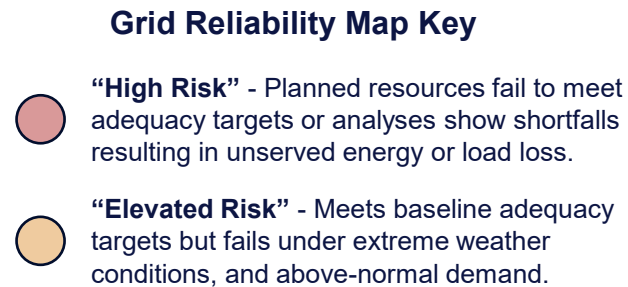 Grid Reliability Map Key
“High Risk” - Planned resources fail to meet
adequacy targets or analyses show shortfalls
resulting in unserved energy or load loss.
“Elevated Risk” - Meets baseline adequacy
targets but fails under extreme weather
conditions, and above-normal demand.